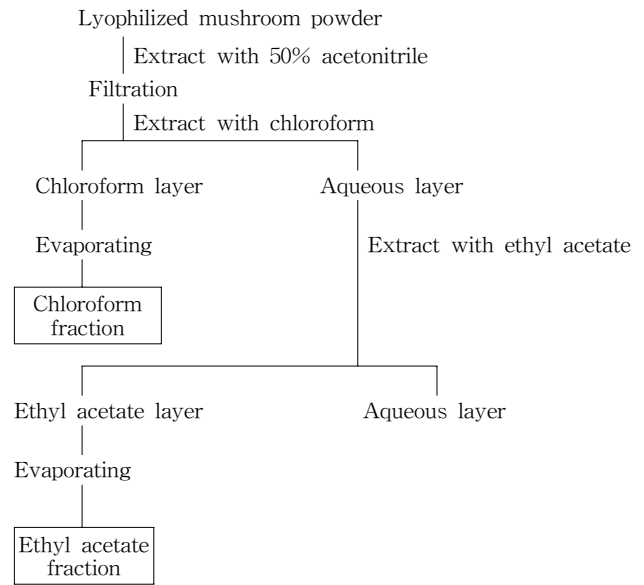 Lyophilized mushroom powder
Extract with 50% acetonitrile
Filtration
Extract with chloroform
Chloroform layer
Aqueous layer
Evaporating
Extract with ethyl acetate
Chloroform
fraction
Ethyl acetate layer
Aqueous layer
Evaporating
Ethyl acetate
fraction